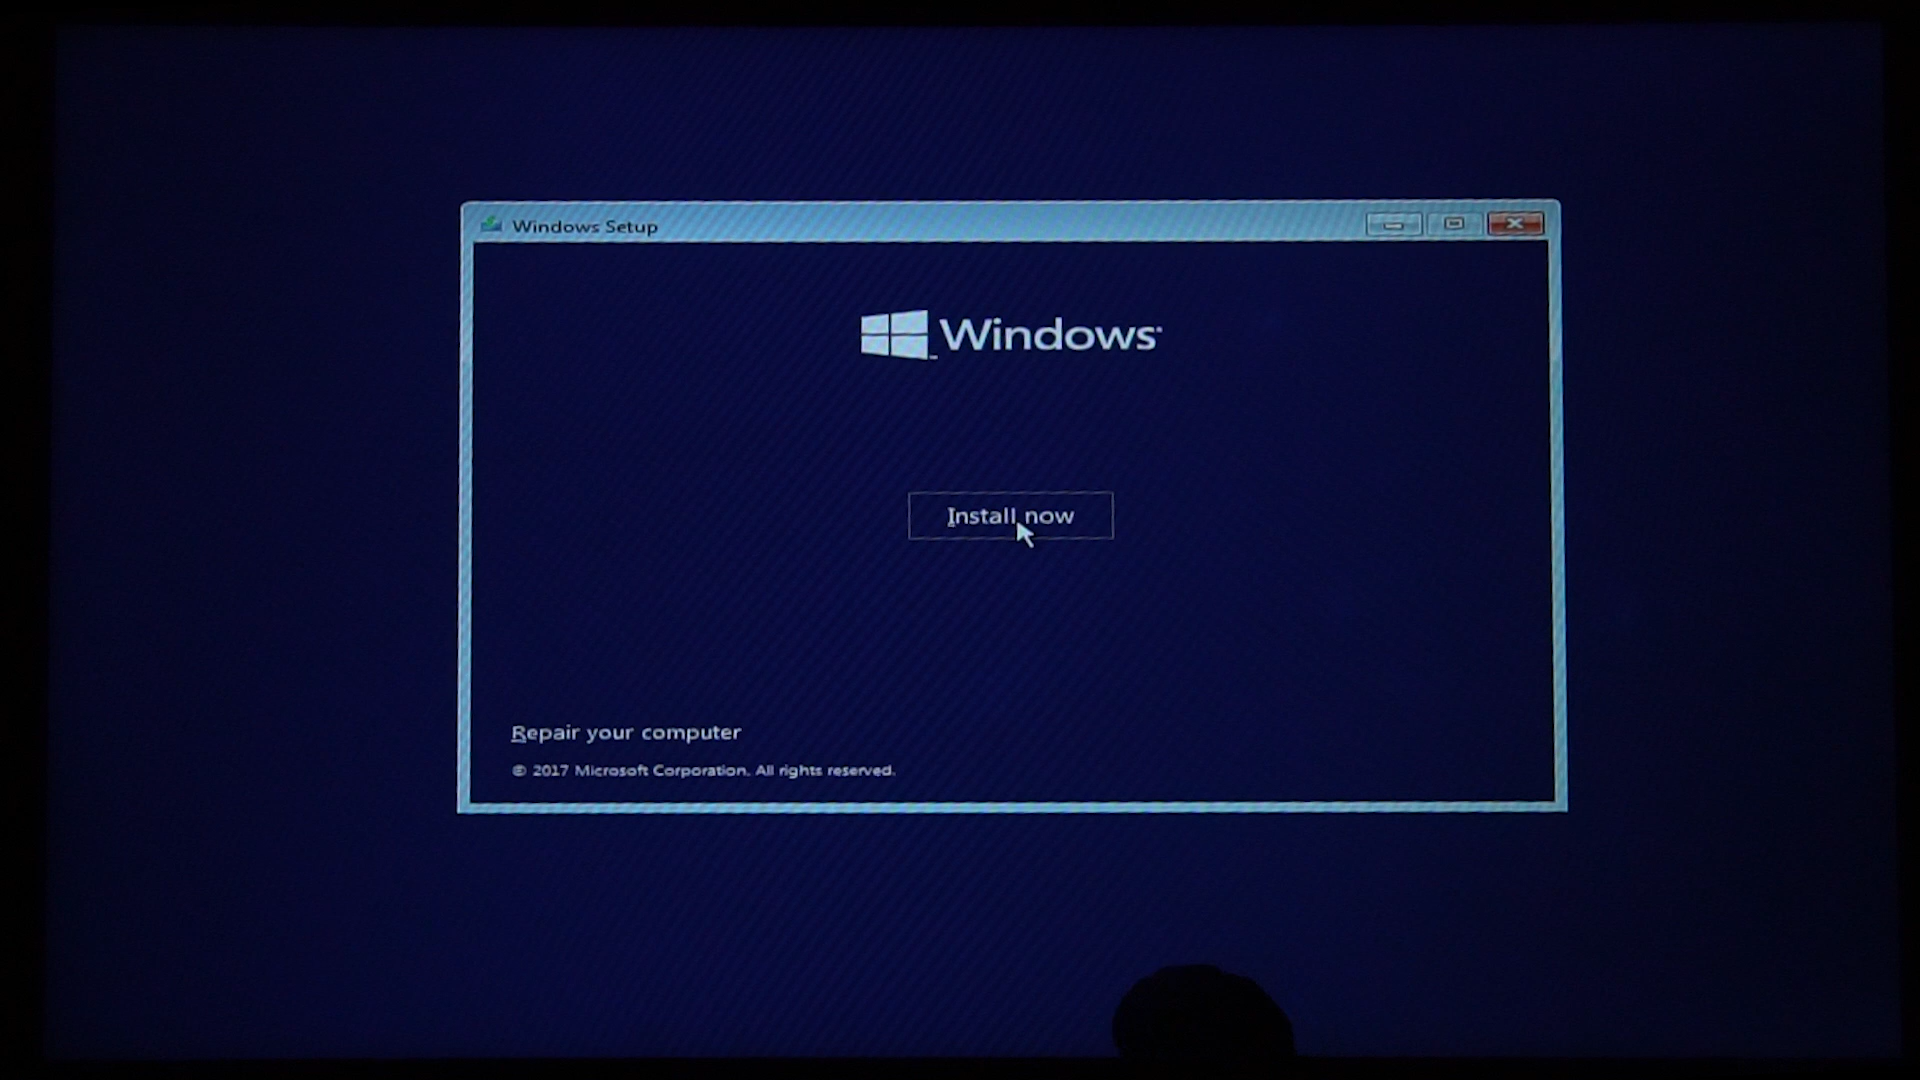 Windows Setup
Windows
Install now
Repair your computer
© 2017 Microsoft Corporation. All rights reserved.